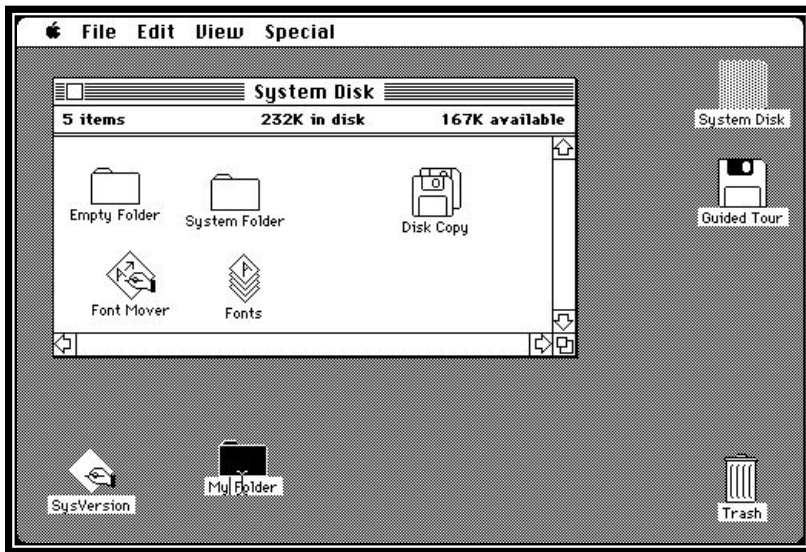 File Edit View Special
System Disk
5 items 232K in disk 167K available
Empty Folder
System Folder
Disk Copy
Font Mover
Fonts
System Disk
Guided Tour
SysVersion
My Folder
Trash